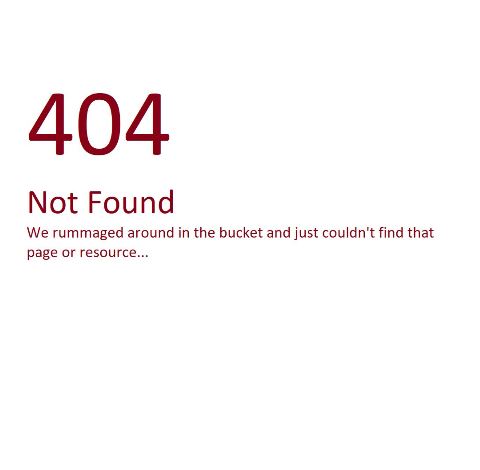 404
Not Found
We rummaged around in the bucket and just couldn't find that
page or resource...